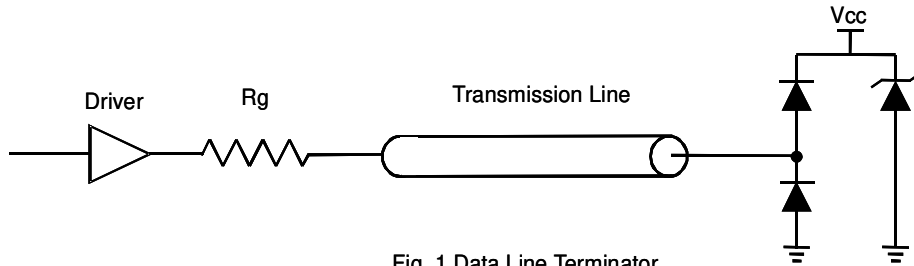 Vcc
Driver
Rg
Transmission Line
Fig. 1 Data Line Terminator